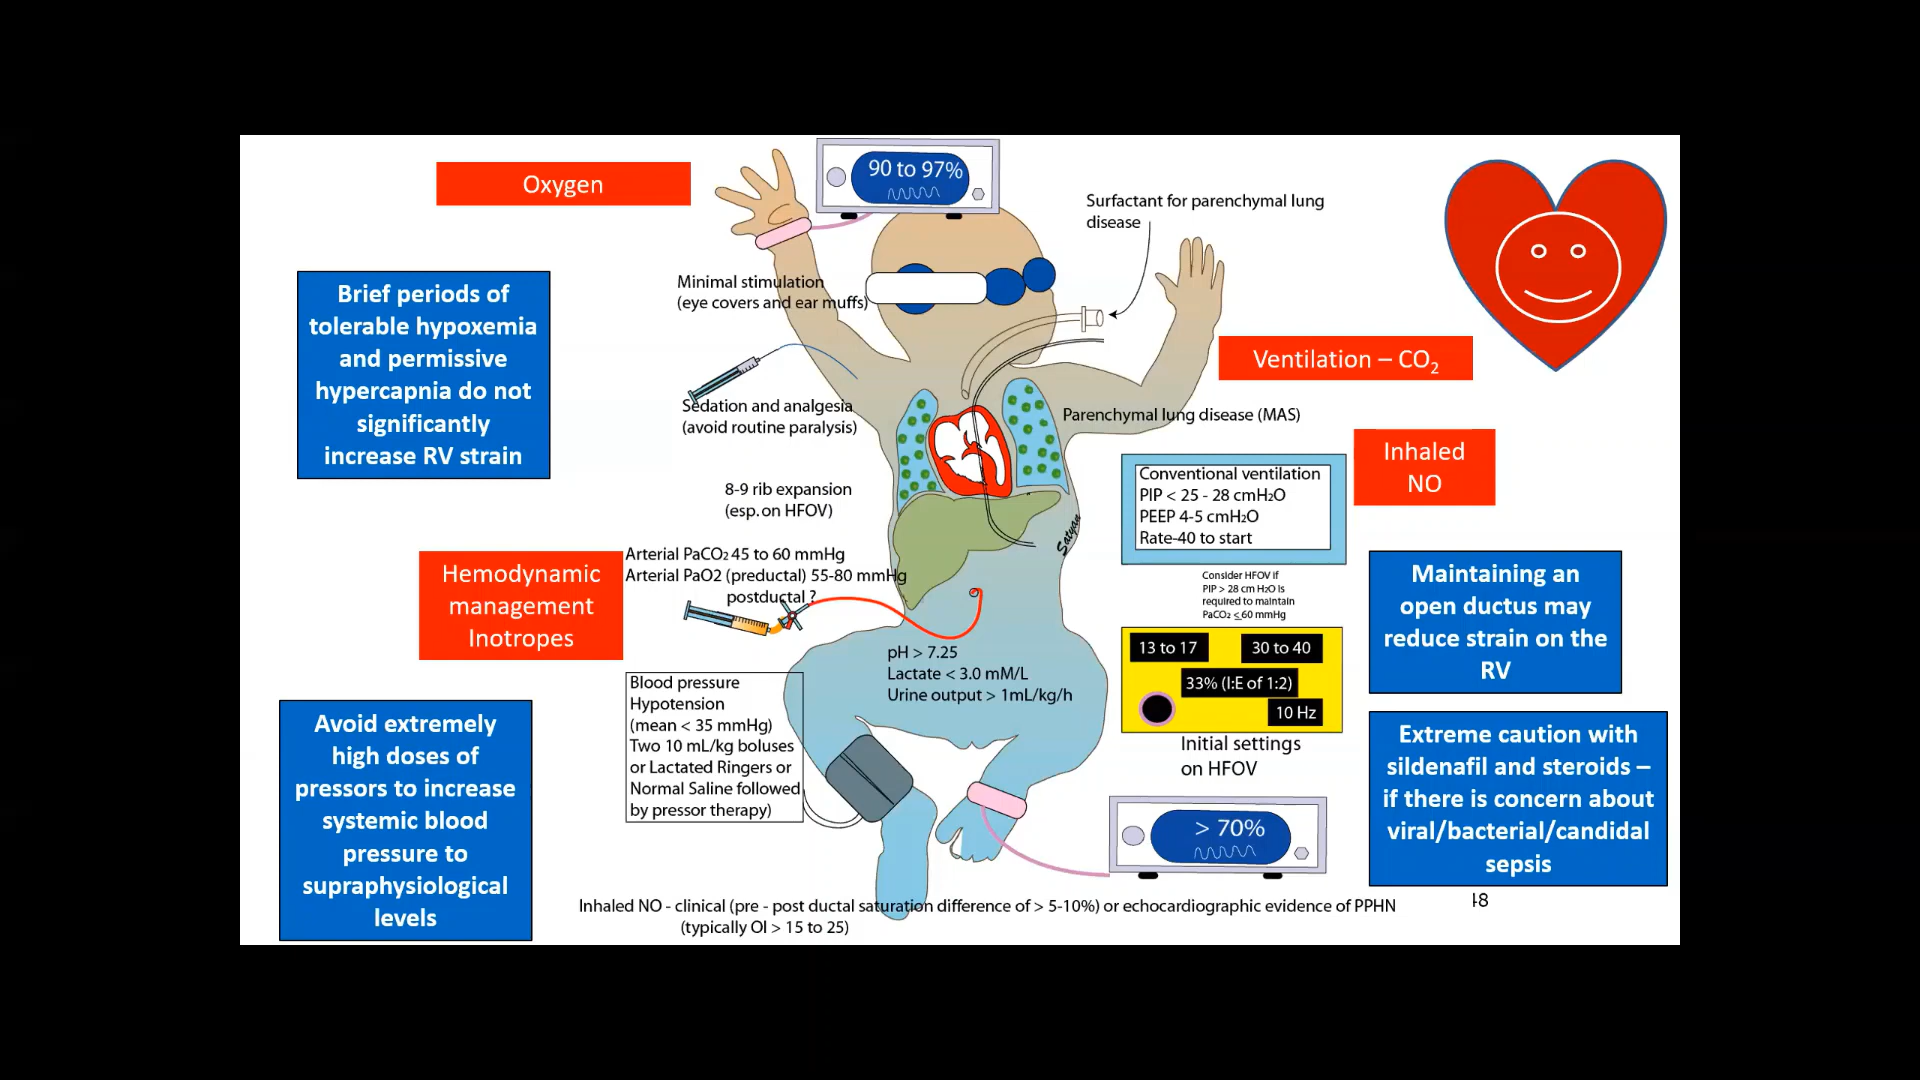 Oxygen
90 to 97%
Surfactant for parenchymal lung
disease
Minimal stimulation
(eye covers and ear muffs)
Brief periods of
tolerable hypoxemia
and permissive
hypercapnia do not
significantly
increase RV strain
Ventilation – CO₂
Sedation and analgesia
(avoid routine paralysis)
Parenchymal lung disease (MAS)
Inhaled
NO
8-9 rib expansion
(esp. on HFOV)
Conventional ventilation
PIP < 25 - 28 cmH₂O
PEEP 4-5 cmH₂O
Rate-40 to start
Satyan
Hemodynamic
management
Inotropes
Arterial PaCO₂ 45 to 60 mmHg
Arterial PaO2 (preductal) 55-80 mmHg
postductal ?
Consider HFOV if
PIP > 28 cm H₂O is
required to maintain
PaCO₂ ≤60 mmHg
Maintaining an
open ductus may
reduce strain on the
RV
pH > 7.25
Lactate < 3.0 mM/L
Urine output > 1mL/kg/h
13 to 17
30 to 40
33% (I:E of 1:2)
10 Hz
Initial settings
on HFOV
Blood pressure
Hypotension
(mean < 35 mmHg)
Two 10 mL/kg boluses
or Lactated Ringers or
Normal Saline followed
by pressor therapy)
Avoid extremely
high doses of
pressors to increase
systemic blood
pressure to
supraphysiological
levels
Extreme caution with
sildenafil and steroids –
if there is concern about
viral/bacterial/candidal
sepsis
> 70%
Inhaled NO - clinical (pre - post ductal saturation difference of > 5-10%) or echocardiographic evidence of PPHN
(typically OI > 15 to 25)